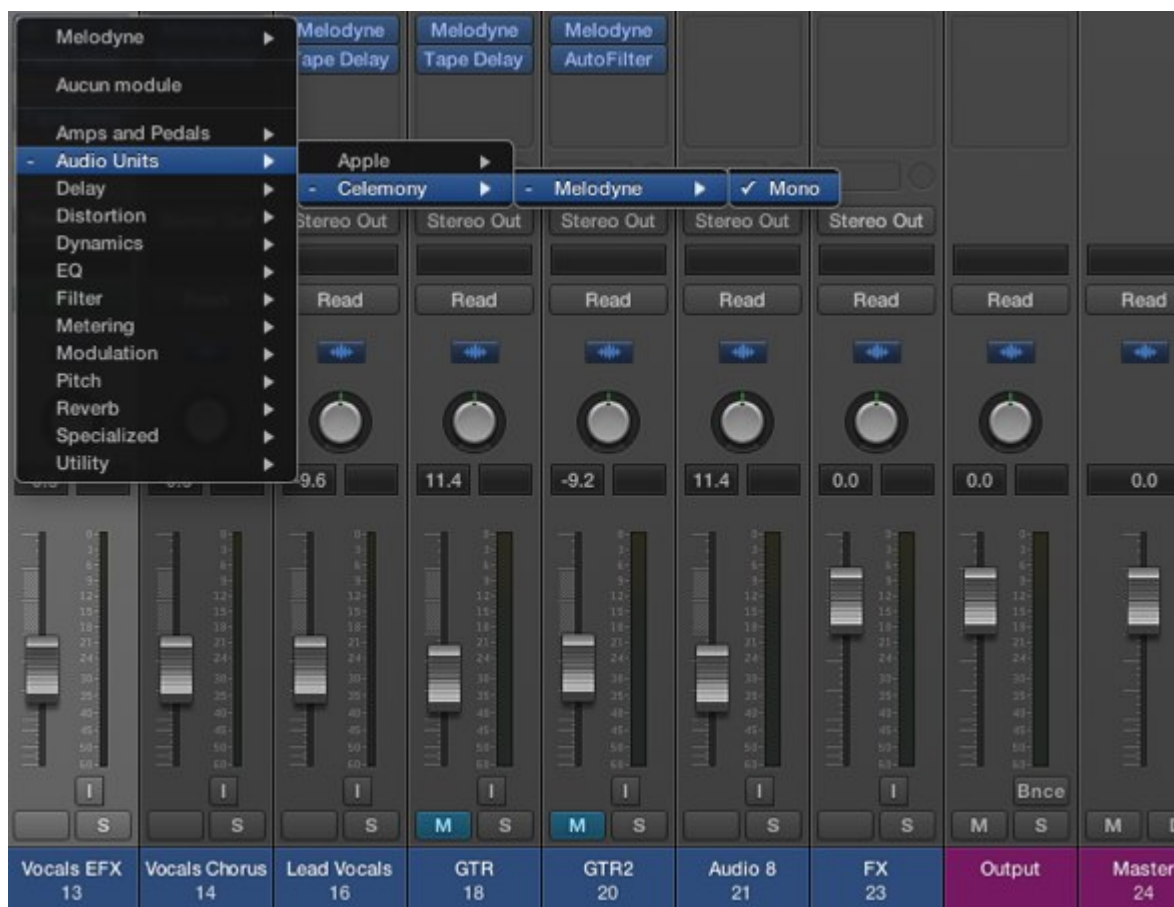 Melodyne
Aucun module
Amps and Pedals
- Audio Units
Delay
Distortion
Dynamics
EQ
Filter
Metering
Modulation
Pitch
Reverb
Specialized
Utility
Apple
- Celemony
- Melodyne
✓ Mono
Melodyne Melodyne Melodyne
ape Delay Tape Delay AutoFilter
Stereo Out Stereo Out Stereo Out Stereo Out Stereo Out
Read Read Read Read Read Read Read
-9.6 11.4 -9.2 11.4 0.0 0.0 0.0
I I I I I I I Bnce
S S S M S M S S S M S M
Vocals EFX Vocals Chorus Lead Vocals GTR GTR2 Audio 8 FX Output Master
13 14 16 18 20 21 23 24